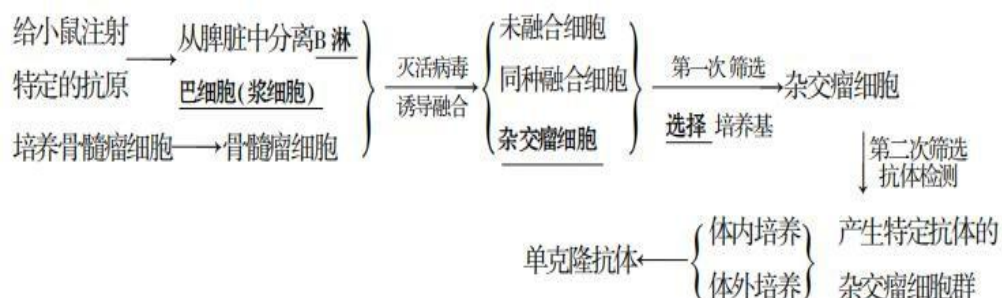 给小鼠注射
特定的抗原
从脾脏中分离B 淋
巴细胞(浆细胞)
培养骨髓瘤细胞
骨髓瘤细胞
灭活病毒
诱导融合
未融合细胞
同种融合细胞
杂交瘤细胞
第一次 筛选
选择 培养基
杂交瘤细胞
第二次筛选
抗体检测
产生特定抗体的
杂交瘤细胞群
体内培养
体外培养
单克隆抗体